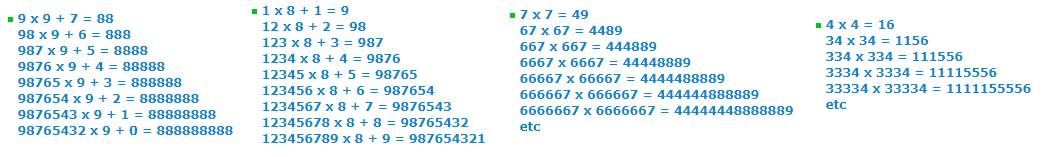 9 x 9 + 7 = 88
98 x 9 + 6 = 888
987 x 9 + 5 = 8888
9876 x 9 + 4 = 88888
98765 x 9 + 3 = 888888
987654 x 9 + 2 = 8888888
9876543 x 9 + 1 = 88888888
98765432 x 9 + 0 = 888888888
1 x 8 + 1 = 9
12 x 8 + 2 = 98
123 x 8 + 3 = 987
1234 x 8 + 4 = 9876
12345 x 8 + 5 = 98765
123456 x 8 + 6 = 987654
1234567 x 8 + 7 = 9876543
12345678 x 8 + 8 = 98765432
123456789 x 8 + 9 = 987654321
7 x 7 = 49
67 x 67 = 4489
667 x 667 = 444889
6667 x 6667 = 44448889
66667 x 66667 = 4444488889
666667 x 666667 = 444444888889
6666667 x 6666667 = 44444448888889
etc
4 x 4 = 16
34 x 34 = 1156
334 x 334 = 111556
3334 x 3334 = 11115556
33334 x 33334 = 1111155556
etc